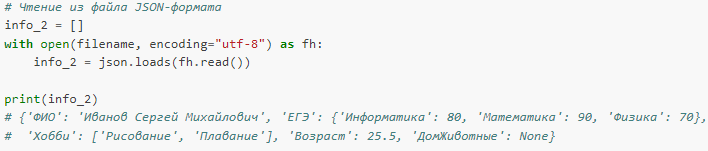 # Чтение из файла JSON-формата
info_2 = []
with open(filename, encoding="utf-8") as fh:
    info_2 = json.loads(fh.read())

print(info_2)
# {'ФИО': 'Иванов Сергей Михайлович', 'ЕГЭ': {'Информатика': 80, 'Математика': 90, 'Физика': 70},
#  'Хобби': ['Рисование', 'Плавание'], 'Возраст': 25.5, 'ДомЖивотные': None}